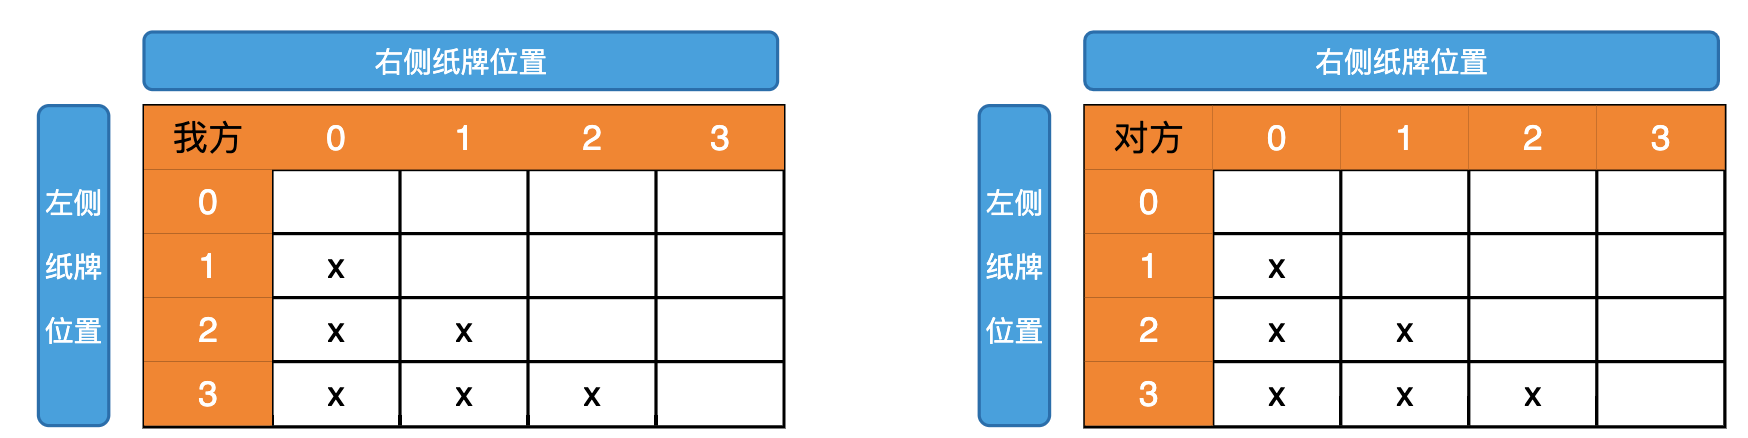 右侧纸牌位置
左侧
纸牌
位置
我方 0 1 2 3
0
1 x
2 x x
3 x x x
右侧纸牌位置
左侧
纸牌
位置
对方 0 1 2 3
0
1 x
2 x x
3 x x x